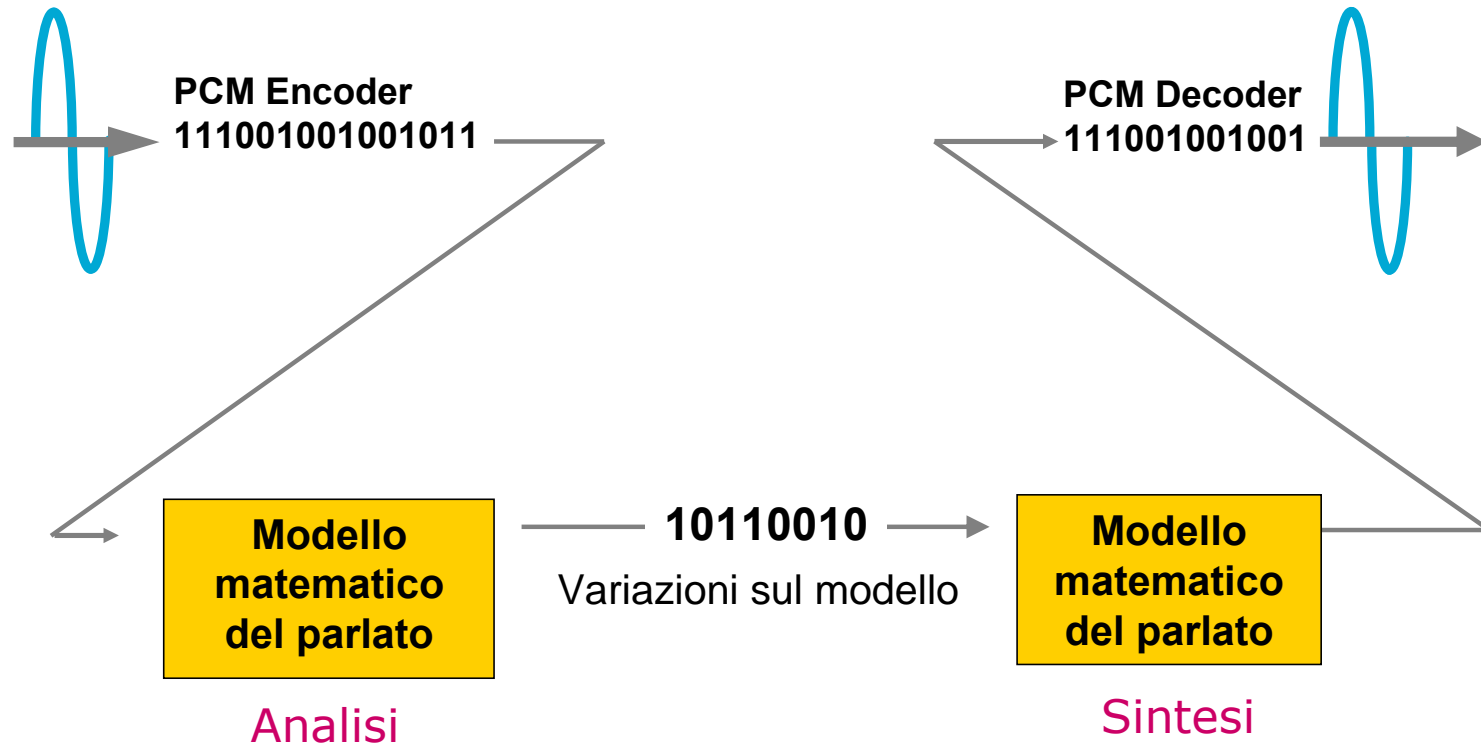 PCM Encoder
111001001001011
PCM Decoder
111001001001
Modello
matematico
del parlato
10110010
Variazioni sul modello
Modello
matematico
del parlato
Analisi
Sintesi